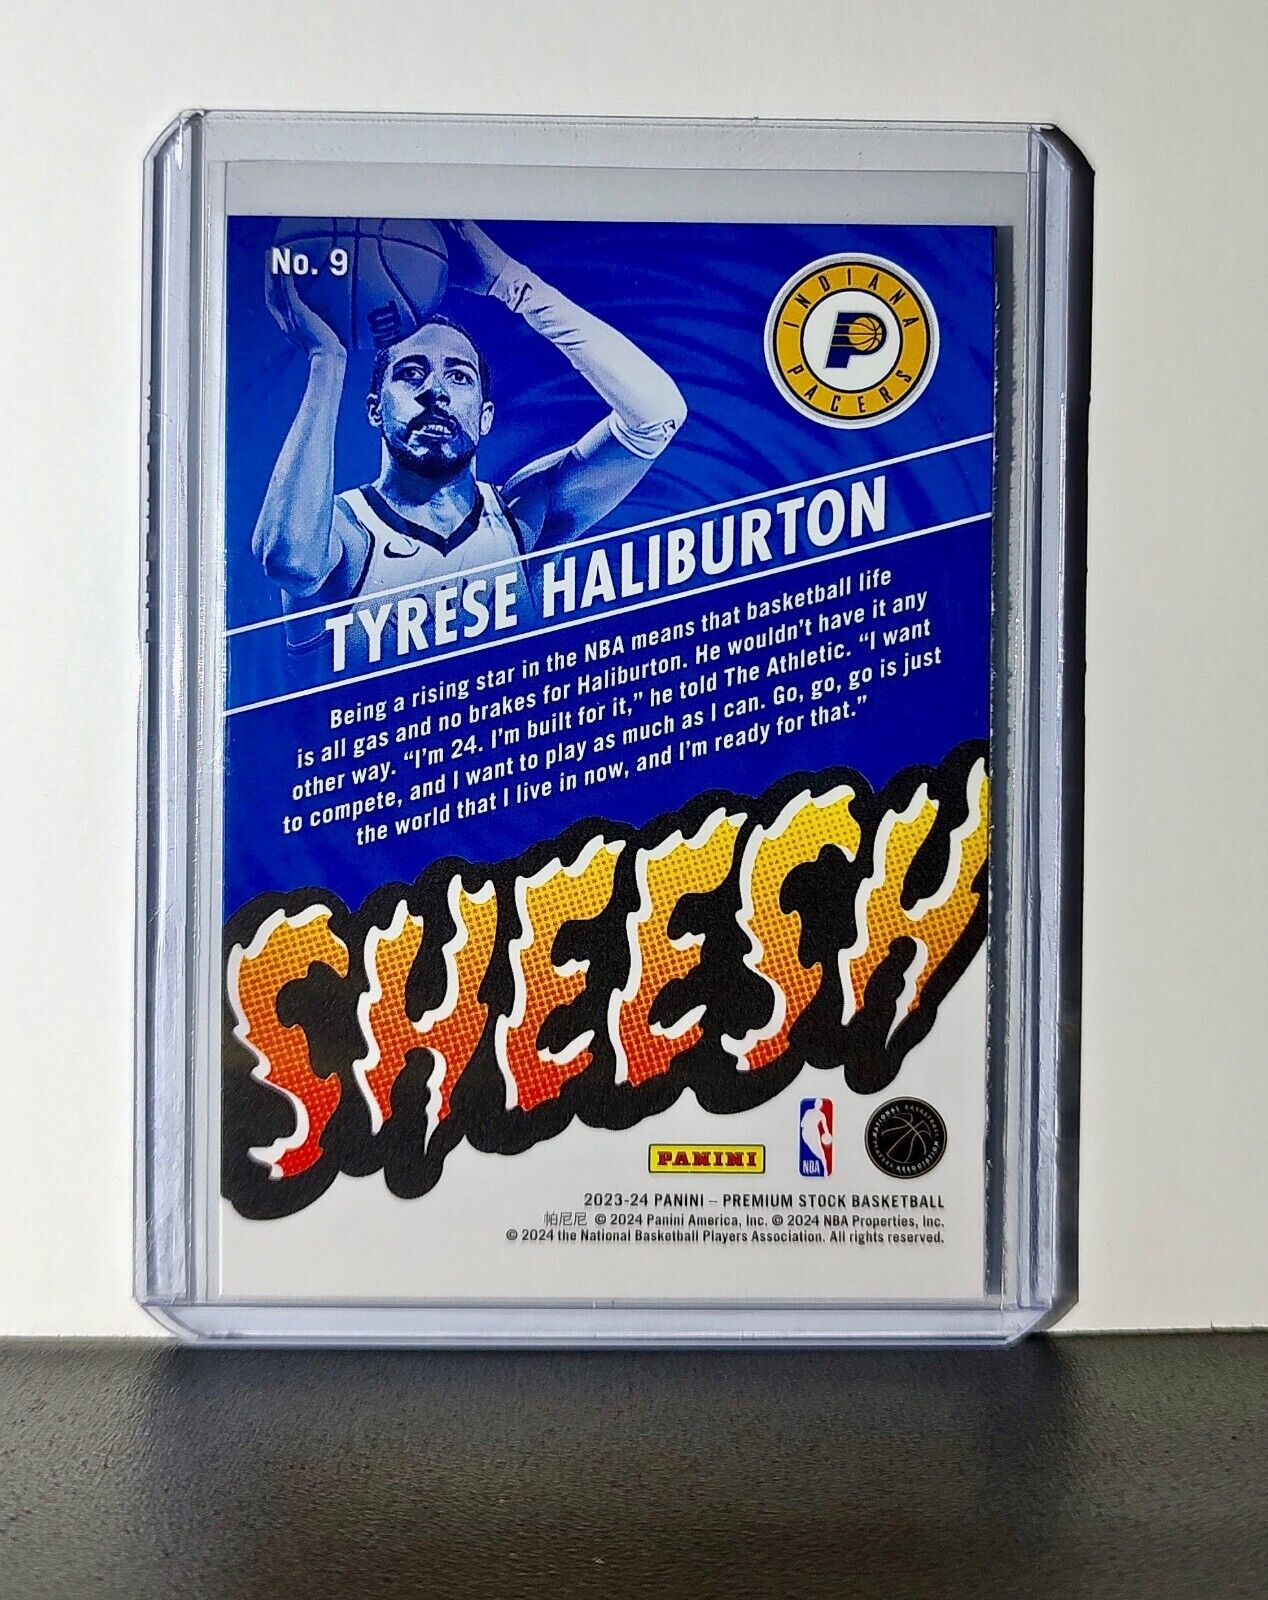 No. 9
INDIANA
PACERS
TYRESE HALIBURTON
Being a rising star in the NBA means that basketball life
is all gas and no brakes for Haliburton. He wouldn't have it any
other way. “I'm 24. I'm built for it,” he told The Athletic. “I want
to compete, and I want to play as much as I can. Go, go, go is just
the world that I live in now, and I'm ready for that.”
SHEESH
PANINI
NBA
NATIONAL BASKETBALL
PLAYERS ASSOCIATION
2023-24 PANINI – PREMIUM STOCK BASKETBALL
帕尼尼 © 2024 Panini America, Inc. © 2024 NBA Properties, Inc.
© 2024 the National Basketball Players Association. All rights reserved.